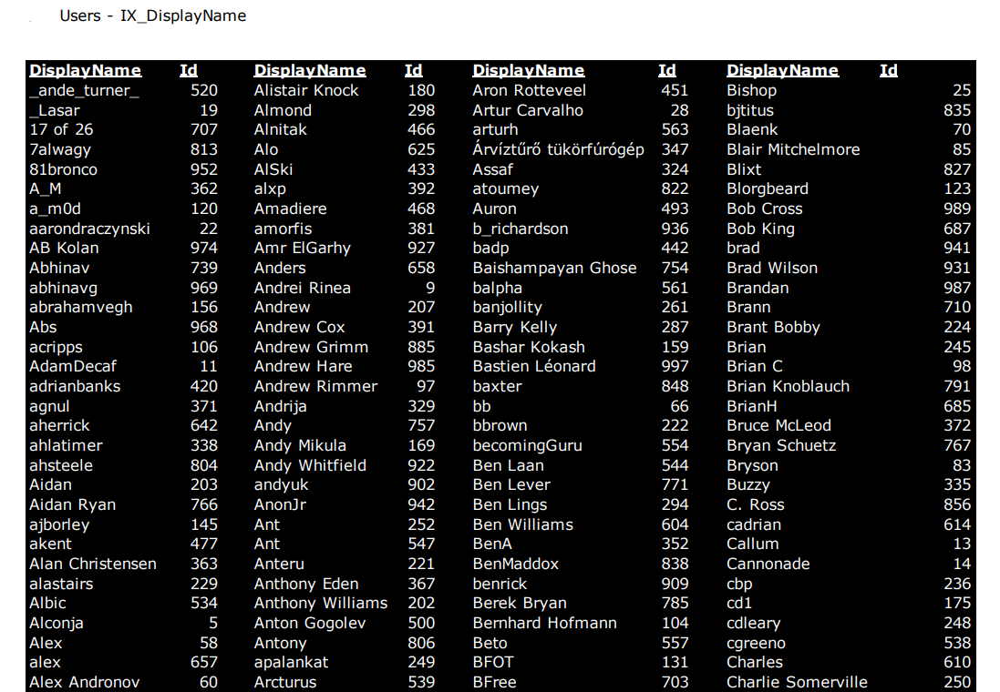 Users - IX_DisplayName
DisplayName Id DisplayName Id DisplayName Id DisplayName Id
_ande_turner_ 520 Alistair Knock 180 Aron Rotteveel 451 Bishop 25
_Lasar 19 Almond 298 Artur Carvalho 28 bjtitus 835
17 of 26 707 Alnitak 466 arturh 563 Blaenk 70
7alwagy 813 Alo 625 Árvíztűrő tükörfúrógép 347 Blair Mitchelmore 85
81bronco 952 AlSki 433 Assaf 324 Blixt 827
A_M 362 alxp 392 atoumey 822 Blorgbeard 123
a_m0d 120 Amadiere 468 Auron 493 Bob Cross 989
aarondraczynski 22 amorfis 381 b_richardson 936 Bob King 687
AB Kolan 974 Amr ElGarhy 927 badp 442 brad 941
Abhinav 739 Anders 658 Baishampayan Ghose 754 Brad Wilson 931
abhinavg 969 Andrei Rinea 9 balpha 561 Brandan 987
abrahamvegh 156 Andrew 207 banjollity 261 Brann 710
Abs 968 Andrew Cox 391 Barry Kelly 287 Brant Bobby 224
acripps 106 Andrew Grimm 885 Bashar Kokash 159 Brian 245
AdamDecaf 11 Andrew Hare 985 Bastien Léonard 997 Brian C 98
adrianbanks 420 Andrew Rimmer 97 baxter 848 Brian Knoblauch 791
agnul 371 Andrija 329 bb 66 BrianH 685
aherrick 642 Andy 757 bbrown 222 Bruce McLeod 372
ahlatimer 338 Andy Mikula 169 becomingGuru 554 Bryan Schuetz 767
ahsteele 804 Andy Whitfield 922 Ben Laan 544 Bryson 83
Aidan 203 andyuk 902 Ben Lever 771 Buzzy 335
Aidan Ryan 766 AnonJr 942 Ben Lings 294 C. Ross 856
ajborley 145 Ant 252 Ben Williams 604 cadrian 614
akent 477 Ant 547 BenA 352 Callum 13
Alan Christensen 363 Anteru 221 BenMaddox 838 Cannonade 14
alastairs 229 Anthony Eden 367 benrick 909 cbp 236
Albic 534 Anthony Williams 202 Berek Bryan 785 cd1 175
Alconja 5 Anton Gogolev 500 Bernhard Hofmann 104 cdleary 248
Alex 58 Antony 806 Beto 557 cgreeno 538
alex 657 apalankat 249 BFOT 131 Charles 610
Alex Andronov 60 Arcturus 539 BFree 703 Charlie Somerville 250